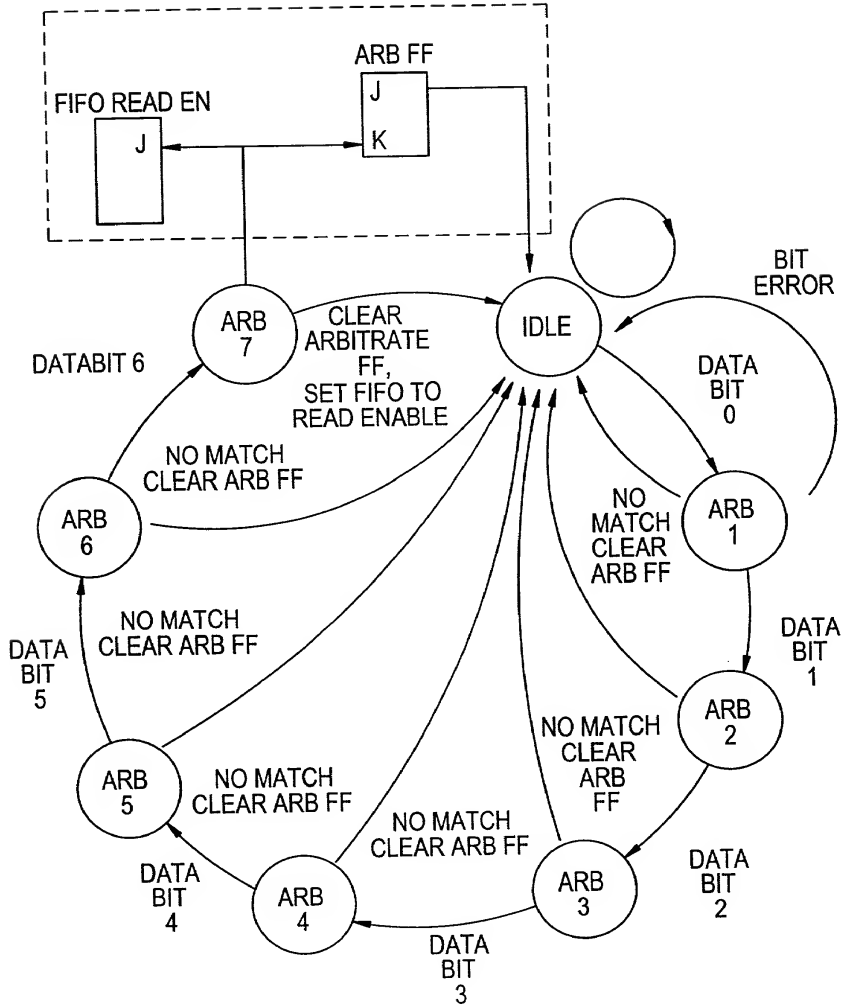 ARB FF
FIFO READ EN
J
J
K
ARB
7
CLEAR
ARBITRATE
FF,
SET FIFO TO
READ ENABLE
IDLE
BIT
ERROR
DATABIT 6
DATA
BIT
0
NO MATCH
CLEAR ARB FF
ARB
6
NO
MATCH
CLEAR
ARB FF
ARB
1
NO MATCH
CLEAR ARB FF
DATA
BIT
5
DATA
BIT
1
ARB
2
NO MATCH
CLEAR
ARB
FF
ARB
5
NO MATCH
CLEAR ARB FF
NO MATCH
CLEAR ARB FF
DATA
BIT
4
ARB
4
ARB
3
DATA
BIT
2
DATA
BIT
3